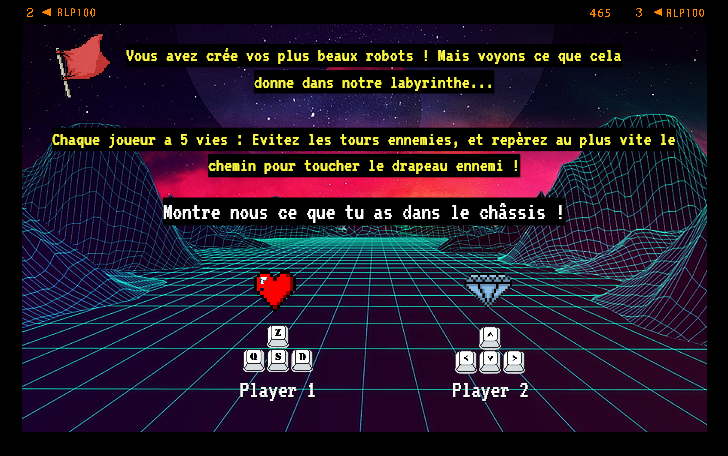 2 ◄ RLP100 465 3 ◄ RLP100
Vous avez crée vos plus beaux robots ! Mais voyons ce que cela
donne dans notre labyrinthe...
Chaque joueur a 5 vies : Evitez les tours ennemies, et repèrez au plus vite le
chemin pour toucher le drapeau ennemi !
Montre nous ce que tu as dans le châssis !
Z ^
Q S D < v >
Player 1 Player 2